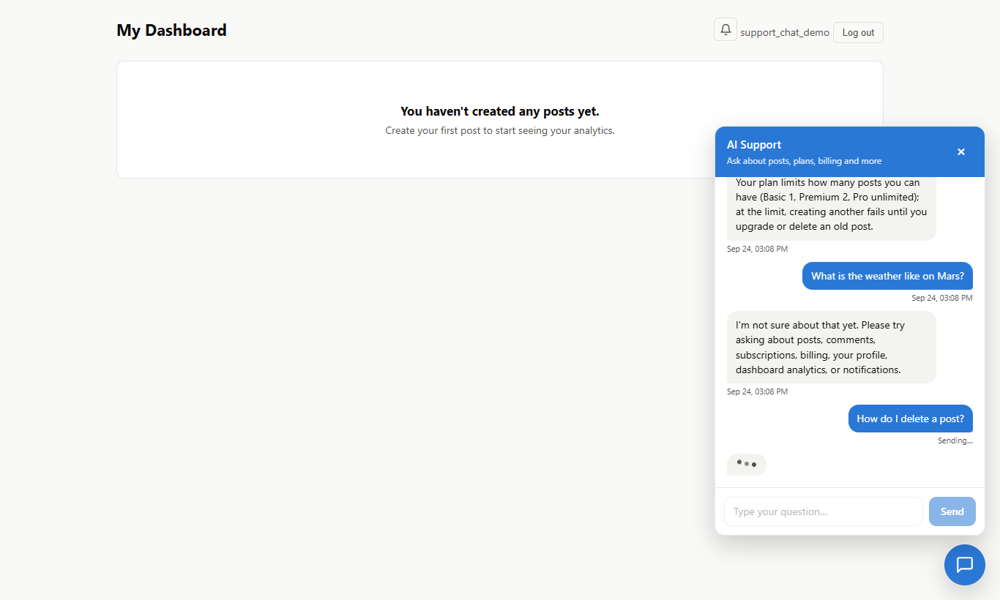 My Dashboard
support_chat_demo
Log out
You haven't created any posts yet.
Create your first post to start seeing your analytics.
AI Support
Ask about posts, plans, billing and more
Your plan limits how many posts you can
have (Basic 1, Premium 2, Pro unlimited);
at the limit, creating another fails until you
upgrade or delete an old post.
Sep 24, 03:08 PM
What is the weather like on Mars?
Sep 24, 03:08 PM
I'm not sure about that yet. Please try
asking about posts, comments,
subscriptions, billing, your profile,
dashboard analytics, or notifications.
Sep 24, 03:08 PM
How do I delete a post?
Sending...
Type your question...
Send